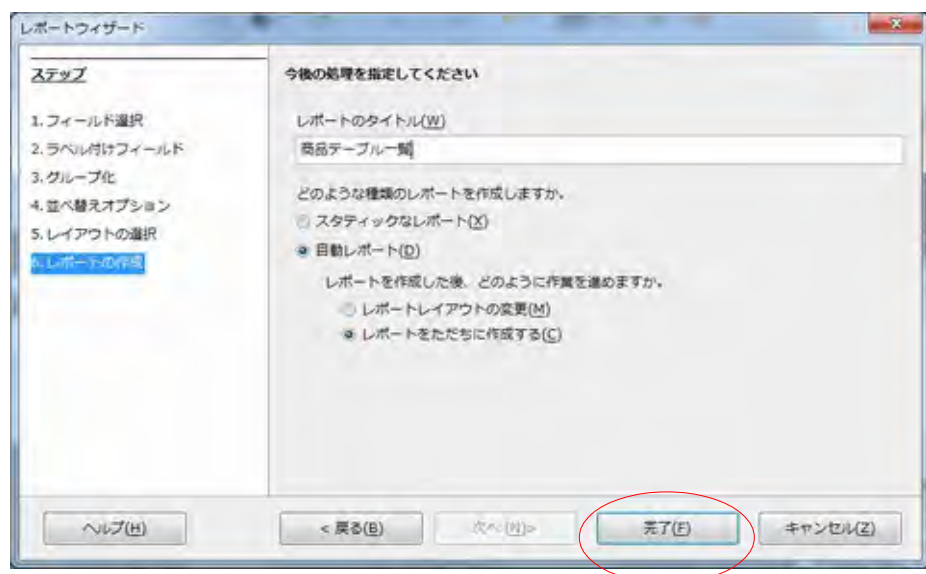 レポートウィザード
ステップ
1. フィールド選択
2. ラベル付けフィールド
3. グループ化
4. 並べ替えオプション
5. レイアウトの選択
6. レポートの作成
今後の処理を指定してください
レポートのタイトル(W)
商品テーブル一覧
どのような種類のレポートを作成しますか。
スタティックなレポート(X)
自動レポート(D)
レポートを作成した後、どのように作業を進めますか。
レポートレイアウトの変更(M)
レポートをただちに作成する(C)
ヘルプ(H)
< 戻る(B)
次へ(N)>
完了(F)
キャンセル(Z)